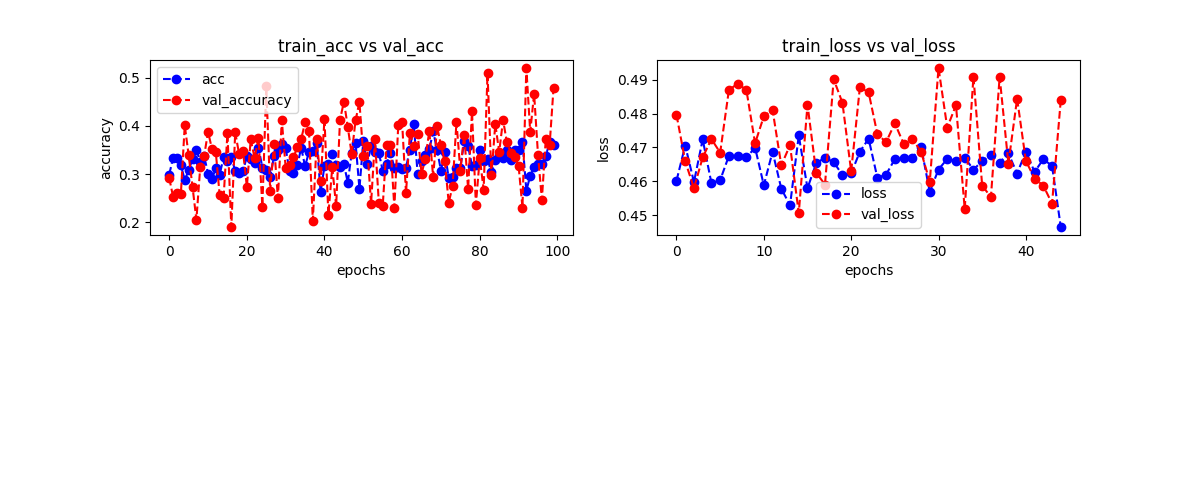 train_acc vs val_acc
accuracy
0.5
0.4
0.3
0.2
acc
val_accuracy
0
20
40
60
80
100
epochs
train_loss vs val_loss
loss
0.49
0.48
0.47
0.46
0.45
loss
val_loss
0
10
20
30
40
epochs